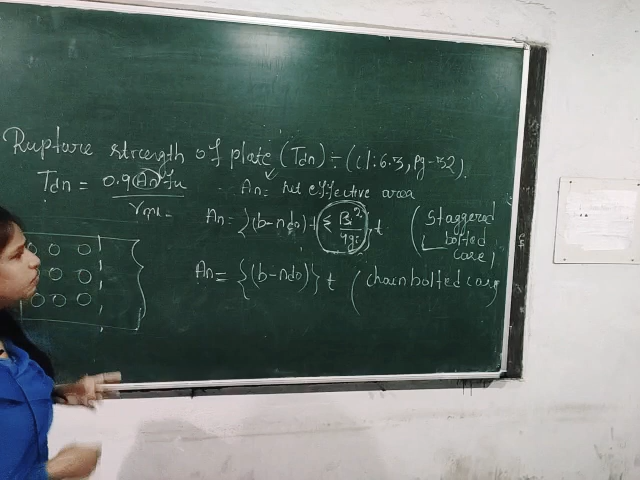 Rupture strength of plate (Tdn) :- (cl:6.3, Pg-32).
Tdn = 0.9 An fu / γm1 - An = net effective area
An = {(b-ndo) + ≤ Psi² / 4gi} t (Staggered bolted case)
An = {(b-ndo)} t (chain bolted case)